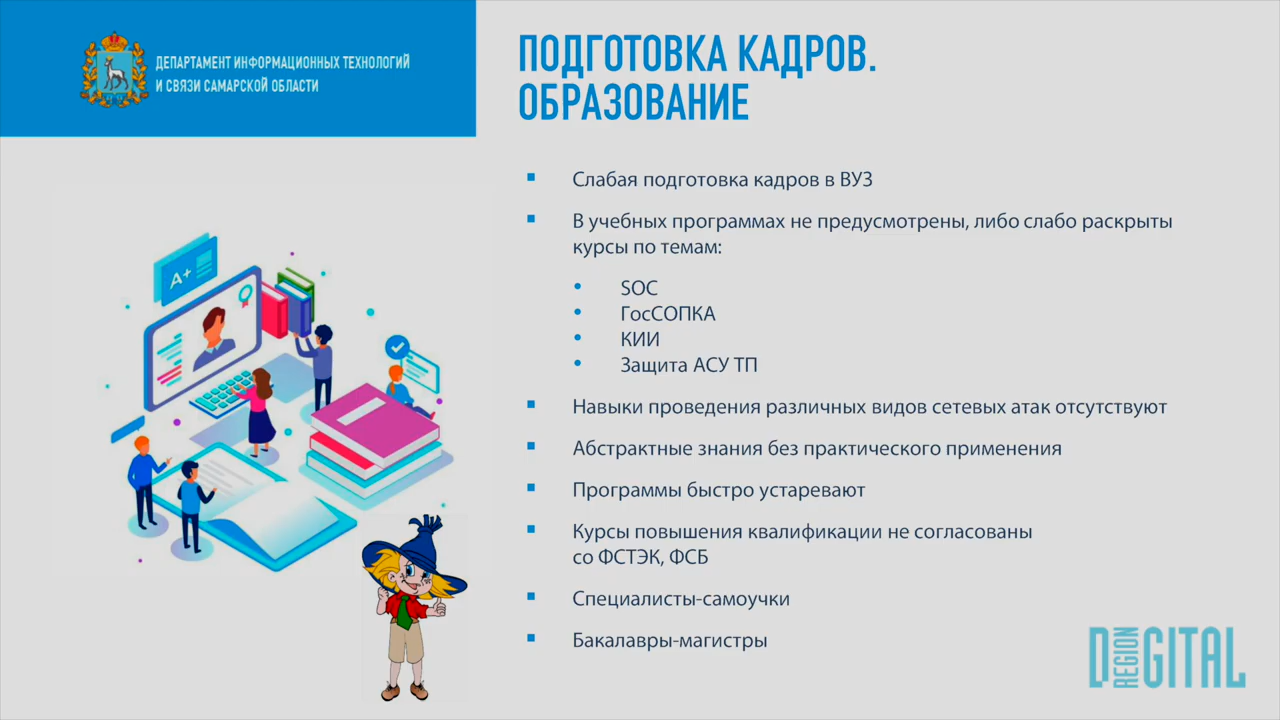 ДЕПАРТАМЕНТ ИНФОРМАЦИОННЫХ ТЕХНОЛОГИЙ
И СВЯЗИ САМАРСКОЙ ОБЛАСТИ
ПОДГОТОВКА КАДРОВ.
ОБРАЗОВАНИЕ
Слабая подготовка кадров в ВУЗ
В учебных программах не предусмотрены, либо слабо раскрыты
курсы по темам:
SOC
ГосСОПКА
КИИ
Защита АСУ ТП
Навыки проведения различных видов сетевых атак отсутствуют
Абстрактные знания без практического применения
Программы быстро устаревают
Курсы повышения квалификации не согласованы
со ФСТЭК, ФСБ
Специалисты-самоучки
Бакалавры-магистры
A+
DIGITAL
REGION